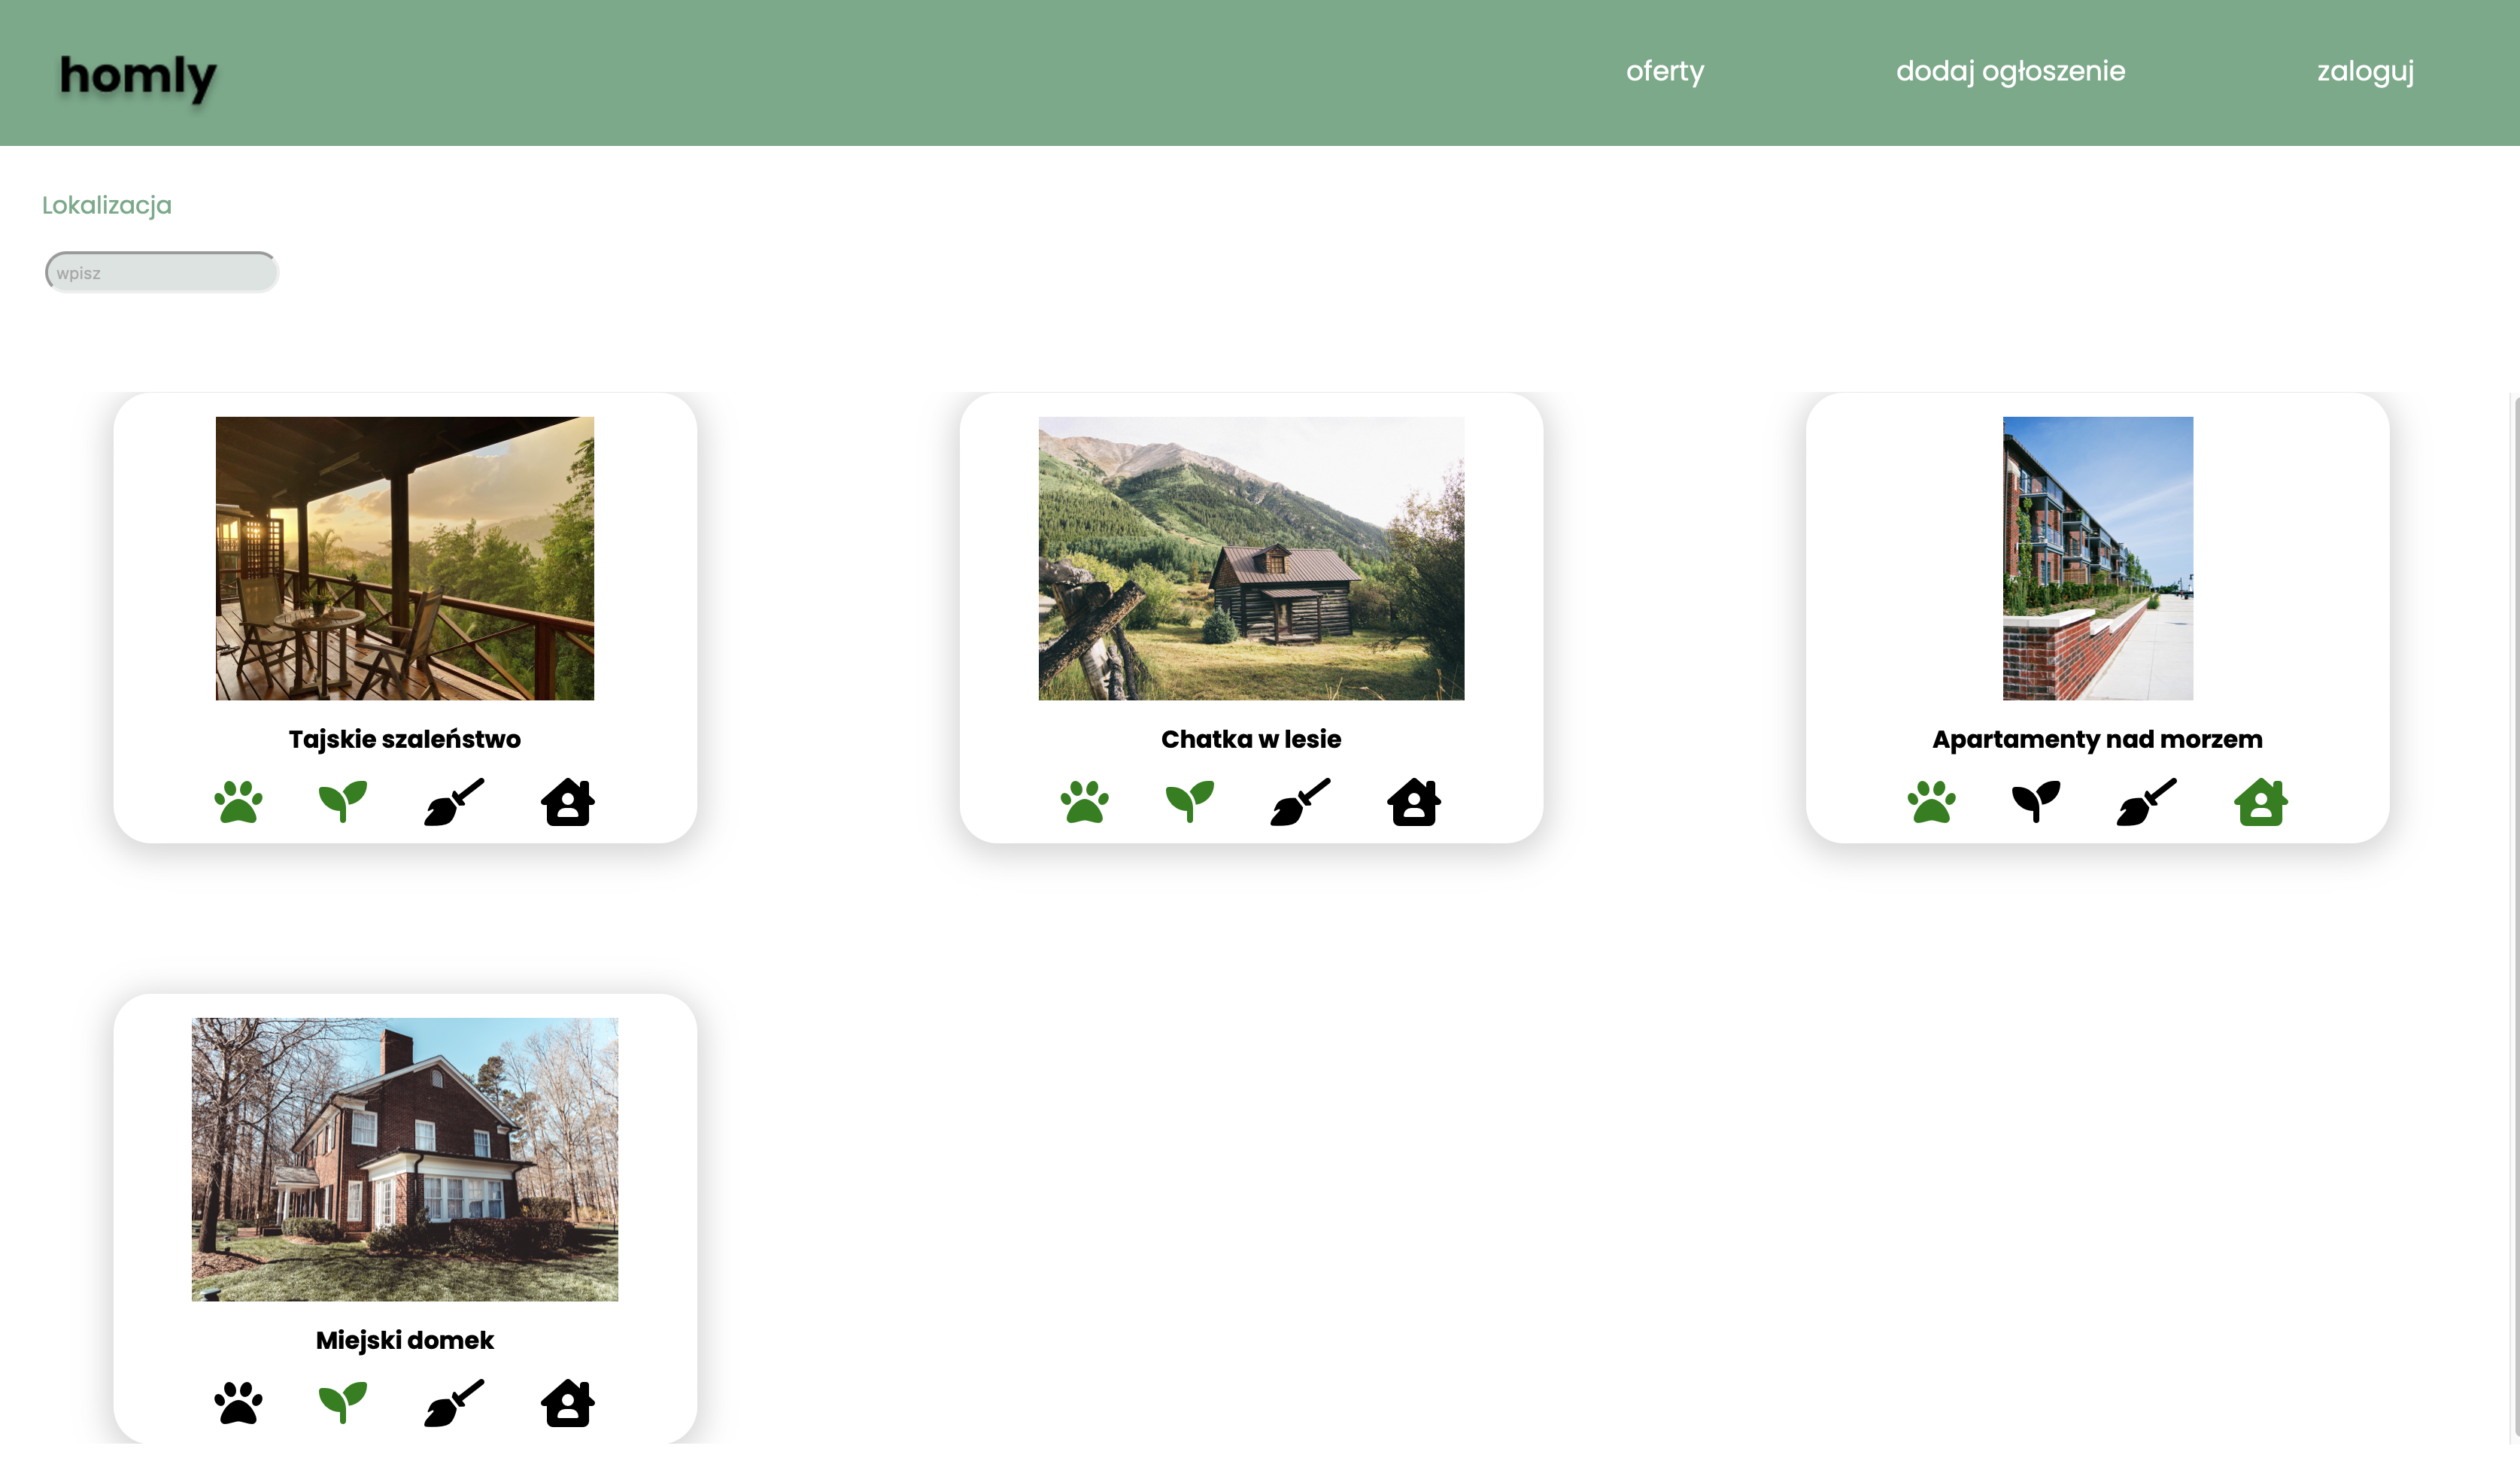 homly
oferty
dodaj ogłoszenie
zaloguj
Lokalizacja
wpisz
Tajskie szaleństwo
Chatka w lesie
Apartamenty nad morzem
Miejski domek